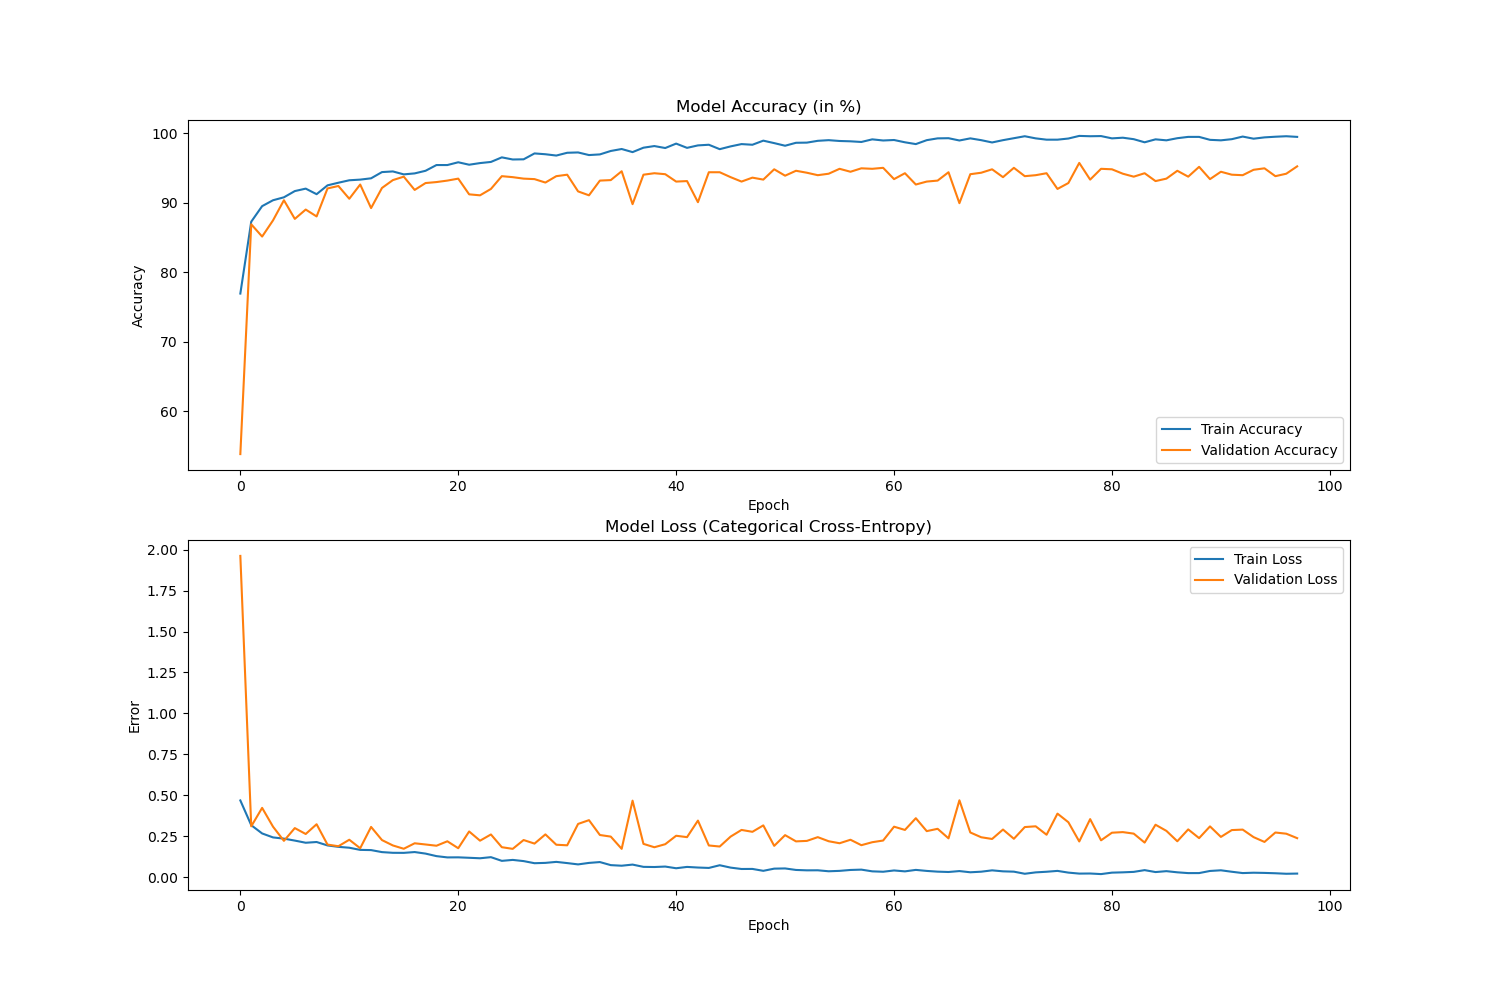 Model Accuracy (in %)
100
90
80
70
60
Accuracy
Train Accuracy
Validation Accuracy
0 20 40 60 80 100
Epoch
Model Loss (Categorical Cross-Entropy)
2.00
1.75
1.50
1.25
1.00
0.75
0.50
0.25
0.00
Error
Train Loss
Validation Loss
0 20 40 60 80 100
Epoch